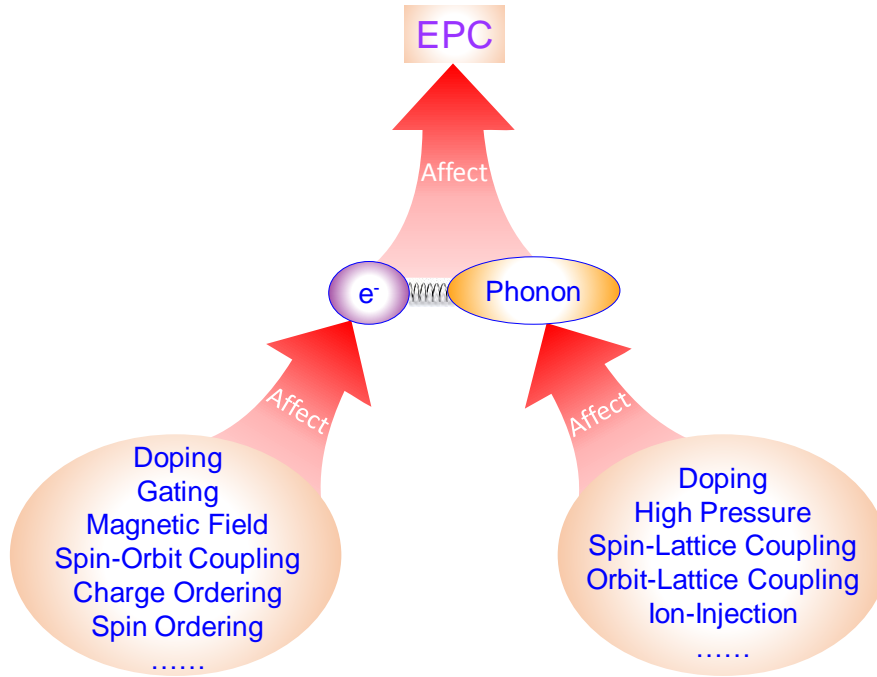 EPC
Affect
e-
Phonon
Affect
Affect
Doping
Gating
Magnetic Field
Spin-Orbit Coupling
Charge Ordering
Spin Ordering
……
Doping
High Pressure
Spin-Lattice Coupling
Orbit-Lattice Coupling
Ion-Injection
……